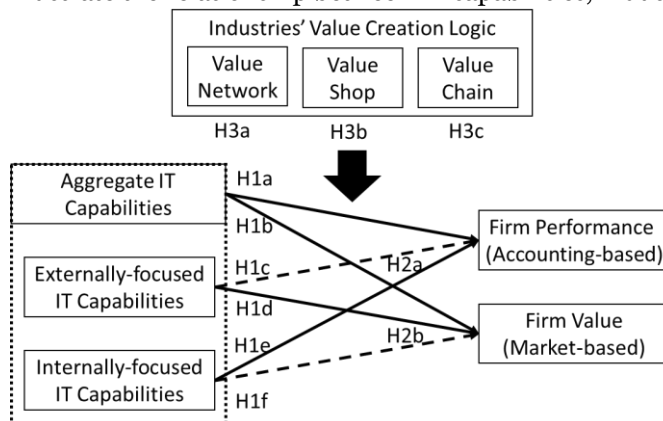 Industries' Value Creation Logic
Value
Network
Value
Shop
Value
Chain
H3a
H3b
H3c
Aggregate IT
Capabilities
H1a
H1b
Externally-focused
IT Capabilities
H1c
H1d
Internally-focused
IT Capabilities
H1e
H1f
H2a
H2b
Firm Performance
(Accounting-based)
Firm Value
(Market-based)